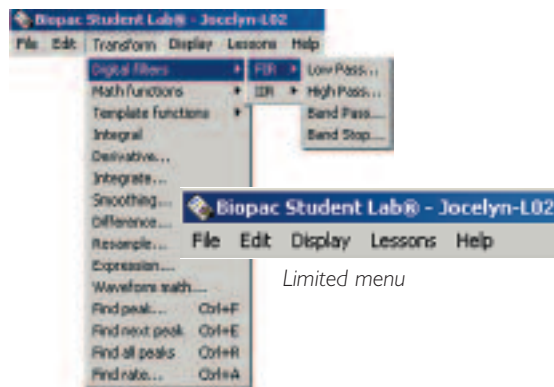 Biopac Student Lab® - Jocelyn-L02
File Edit Transform Display Lessons Help
Digital filters FIR Low Pass...
Math functions IIR High Pass...
Template functions Band Pass...
Integral Band Stop...
Derivative...
Integrate...
Smoothing...
Difference...
Resample...
Expression...
Waveform math...
Find peak... Ctrl+F
Find next peak Ctrl+E
Find all peaks Ctrl+R
Find rate... Ctrl+A
Biopac Student Lab® - Jocelyn-L02
File Edit Display Lessons Help
Limited menu